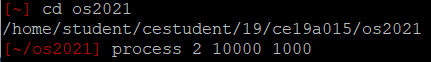 [~] cd os2021
/home/student/cestudent/19/ce19a015/os2021
[~/os2021] process 2 10000 1000